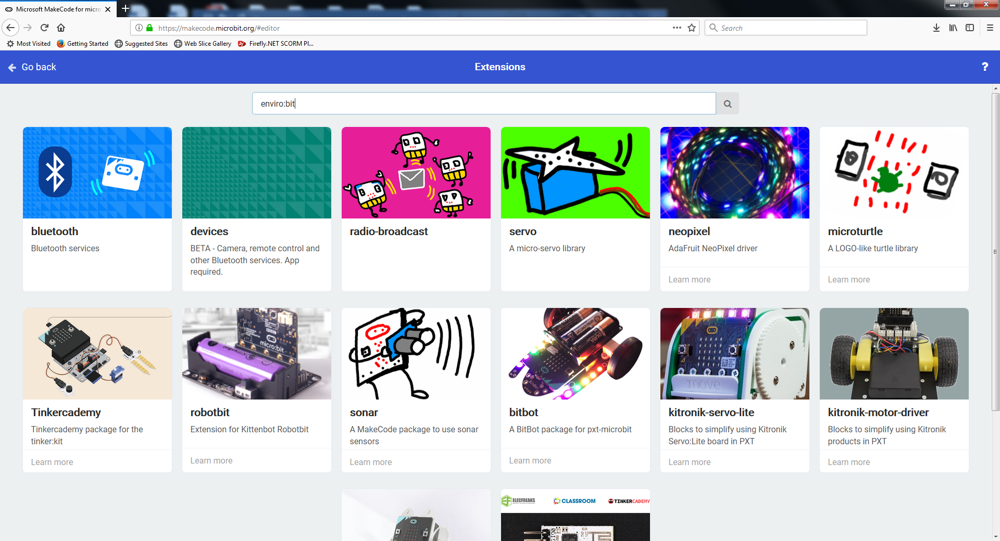 Microsoft MakeCode for micro
https://makecode.microbit.org/#editor
Search
Most Visited
Getting Started
Suggested Sites
Web Slice Gallery
Firefly.NET SCORM Pl...
Go back
Extensions
?
enviro:bit
bluetooth
Bluetooth services
devices
BETA - Camera, remote control and
other Bluetooth services. App
required.
radio-broadcast
servo
A micro-servo library
neopixel
AdaFruit NeoPixel driver
Learn more
microturtle
A LOGO-like turtle library
Learn more
micro:bit
inove
Tinkercademy
Tinkercademy package for the
tinker:kit
Learn more
robotbit
Extension for Kittenbot Robotbit
Learn more
sonar
A MakeCode package to use sonar
sensors
Learn more
bitbot
A BitBot package for pxt-microbit
Learn more
kitronik-servo-lite
Blocks to simplify using Kitronik
Servo:Lite board in PXT
Learn more
kitronik-motor-driver
Blocks to simplify using Kitronik
products in PXT
Learn more
ELECFREAKS
CLASSROOM
TINKERCADEMY